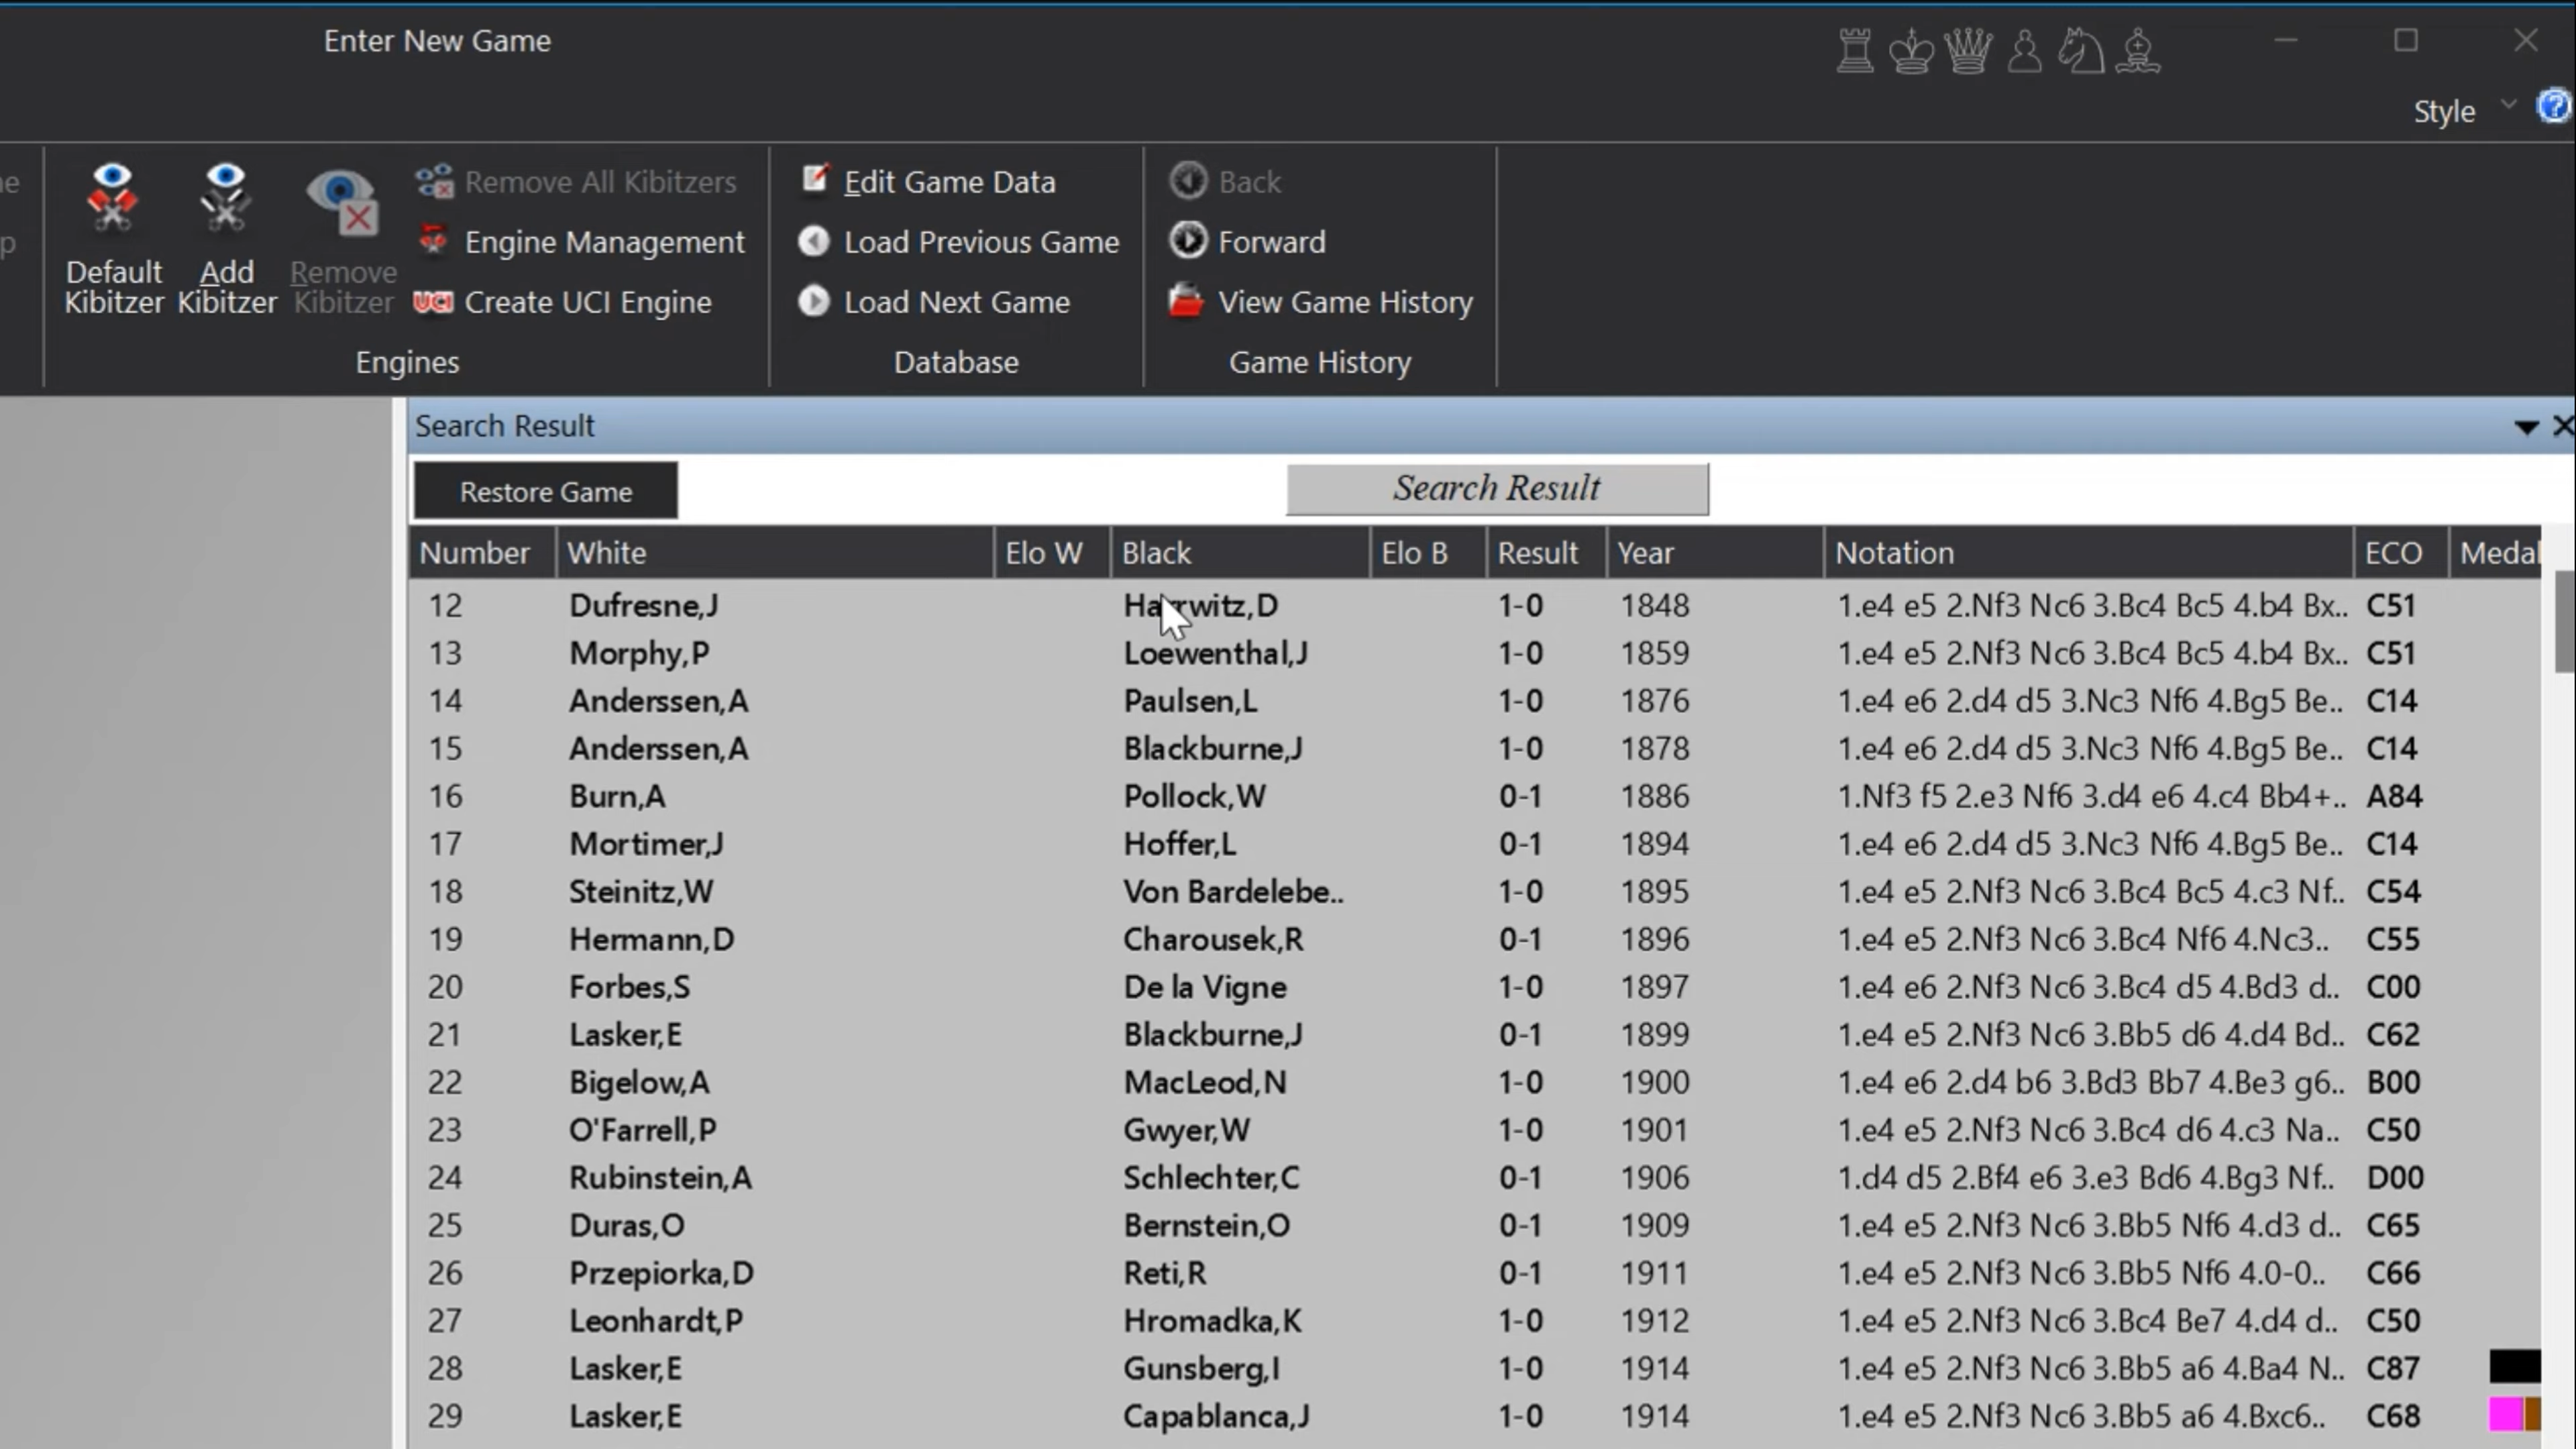 Enter New Game
Style
e
p
Default Kibitzer
Add Kibitzer
Remove Kibitzer
Remove All Kibitzers
Engine Management
UCI Create UCI Engine
Engines
Edit Game Data
Load Previous Game
Load Next Game
Database
Back
Forward
View Game History
Game History
Search Result
Restore Game
Search Result
Number White Elo W Black Elo B Result Year Notation ECO Medal
12 Dufresne,J Harrwitz,D 1-0 1848 1.e4 e5 2.Nf3 Nc6 3.Bc4 Bc5 4.b4 Bx.. C51
13 Morphy,P Loewenthal,J 1-0 1859 1.e4 e5 2.Nf3 Nc6 3.Bc4 Bc5 4.b4 Bx.. C51
14 Anderssen,A Paulsen,L 1-0 1876 1.e4 e6 2.d4 d5 3.Nc3 Nf6 4.Bg5 Be.. C14
15 Anderssen,A Blackburne,J 1-0 1878 1.e4 e6 2.d4 d5 3.Nc3 Nf6 4.Bg5 Be.. C14
16 Burn,A Pollock,W 0-1 1886 1.Nf3 f5 2.e3 Nf6 3.d4 e6 4.c4 Bb4+.. A84
17 Mortimer,J Hoffer,L 0-1 1894 1.e4 e6 2.d4 d5 3.Nc3 Nf6 4.Bg5 Be.. C14
18 Steinitz,W Von Bardelebe.. 1-0 1895 1.e4 e5 2.Nf3 Nc6 3.Bc4 Bc5 4.c3 Nf.. C54
19 Hermann,D Charousek,R 0-1 1896 1.e4 e5 2.Nf3 Nc6 3.Bc4 Nf6 4.Nc3.. C55
20 Forbes,S De la Vigne 1-0 1897 1.e4 e6 2.Nf3 Nc6 3.Bc4 d5 4.Bd3 d.. C00
21 Lasker,E Blackburne,J 0-1 1899 1.e4 e5 2.Nf3 Nc6 3.Bb5 d6 4.d4 Bd.. C62
22 Bigelow,A MacLeod,N 1-0 1900 1.e4 e6 2.d4 b6 3.Bd3 Bb7 4.Be3 g6.. B00
23 O'Farrell,P Gwyer,W 1-0 1901 1.e4 e5 2.Nf3 Nc6 3.Bc4 d6 4.c3 Na.. C50
24 Rubinstein,A Schlechter,C 0-1 1906 1.d4 d5 2.Bf4 e6 3.e3 Bd6 4.Bg3 Nf.. D00
25 Duras,O Bernstein,O 0-1 1909 1.e4 e5 2.Nf3 Nc6 3.Bb5 Nf6 4.d3 d.. C65
26 Przepiorka,D Reti,R 0-1 1911 1.e4 e5 2.Nf3 Nc6 3.Bb5 Nf6 4.0-0.. C66
27 Leonhardt,P Hromadka,K 1-0 1912 1.e4 e5 2.Nf3 Nc6 3.Bc4 Be7 4.d4 d.. C50
28 Lasker,E Gunsberg,I 1-0 1914 1.e4 e5 2.Nf3 Nc6 3.Bb5 a6 4.Ba4 N.. C87
29 Lasker,E Capablanca,J 1-0 1914 1.e4 e5 2.Nf3 Nc6 3.Bb5 a6 4.Bxc6.. C68